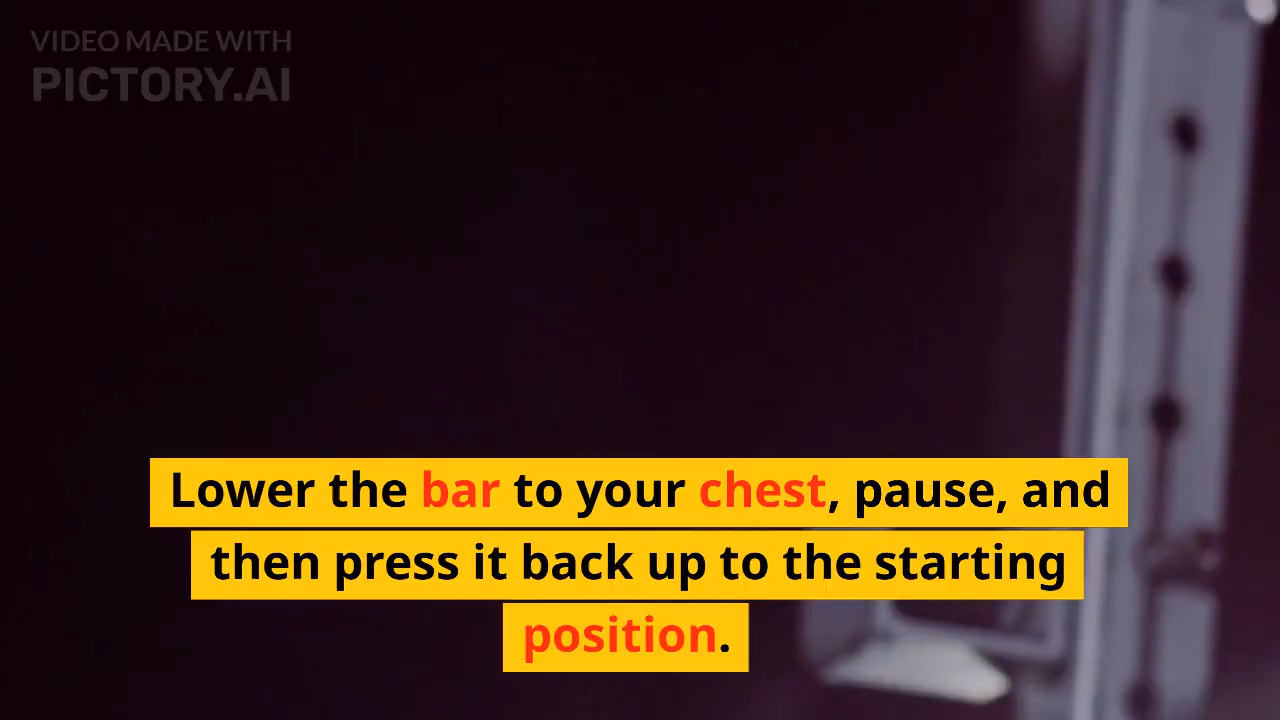 VIDEO MADE WITH
PICTORY.AI
Lower the bar to your chest, pause, and
then press it back up to the starting
position.